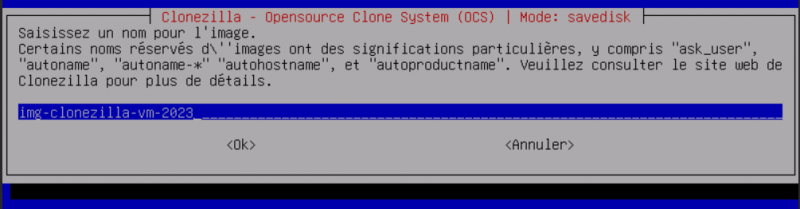 Clonezilla - Opensource Clone System (OCS) | Mode: savedisk
Saisissez un nom pour l'image.
Certains noms réservés d\''images ont des significations particulières, y compris "ask_user",
"autoname", "autoname-*" "autohostname", et "autoproductname". Veuillez consulter le site web de
Clonezilla pour plus de détails.
img-clonezilla-vm-2023_
<Ok> <Annuler>